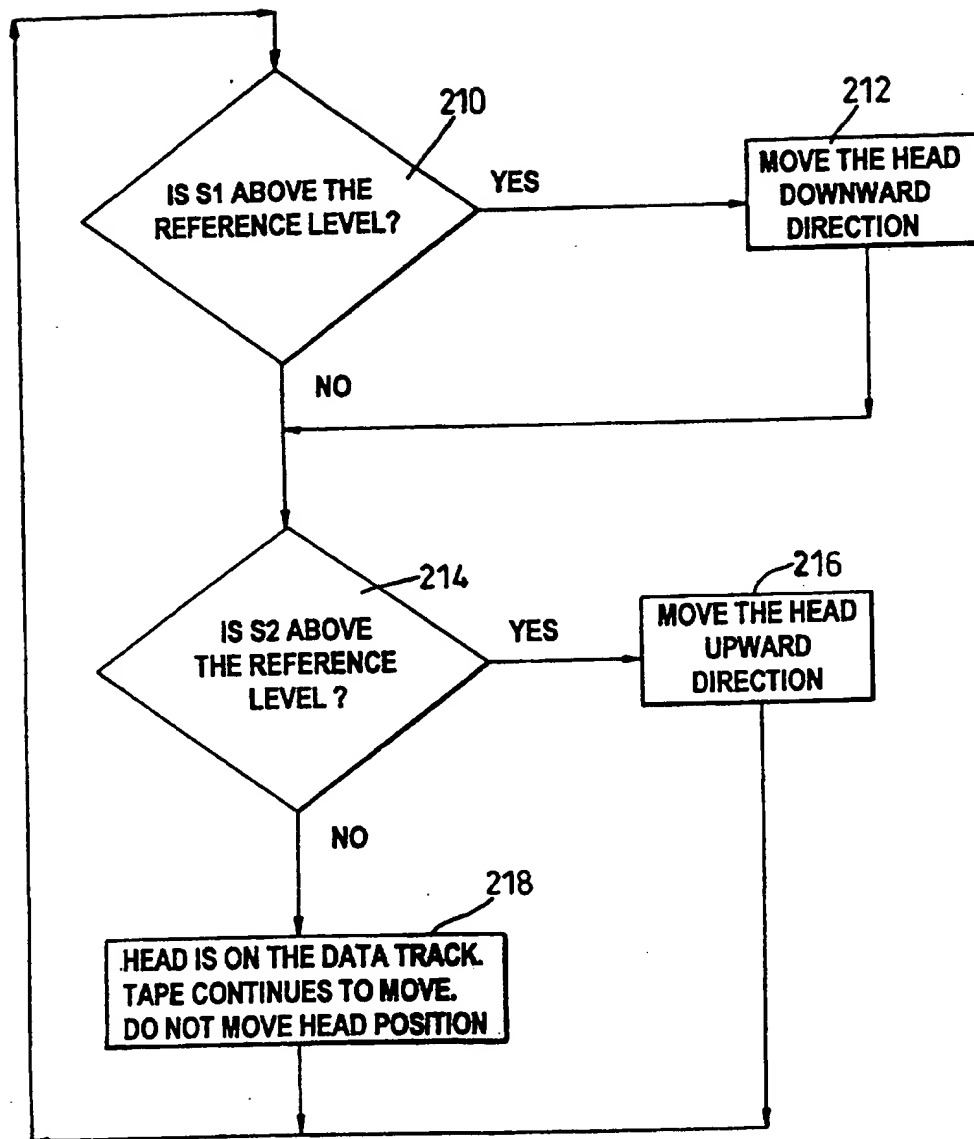 210
IS S1 ABOVE THE
REFERENCE LEVEL?
YES
212
MOVE THE HEAD
DOWNWARD
DIRECTION
NO
214
IS S2 ABOVE
THE REFERENCE
LEVEL ?
YES
216
MOVE THE HEAD
UPWARD
DIRECTION
NO
218
HEAD IS ON THE DATA TRACK.
TAPE CONTINUES TO MOVE.
DO NOT MOVE HEAD POSITION